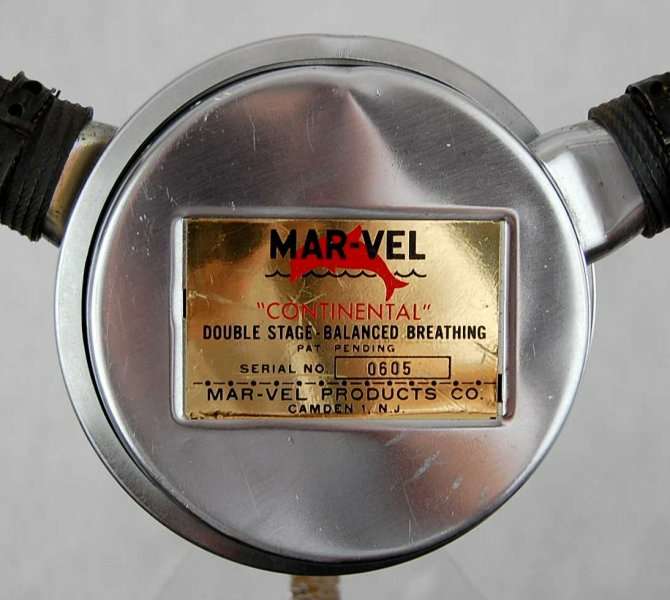 MAR-VEL
"CONTINENTAL"
DOUBLE STAGE-BALANCED BREATHING
PAT. PENDING
SERIAL NO. 0605
MAR-VEL PRODUCTS CO.
CAMDEN 1, N.J.